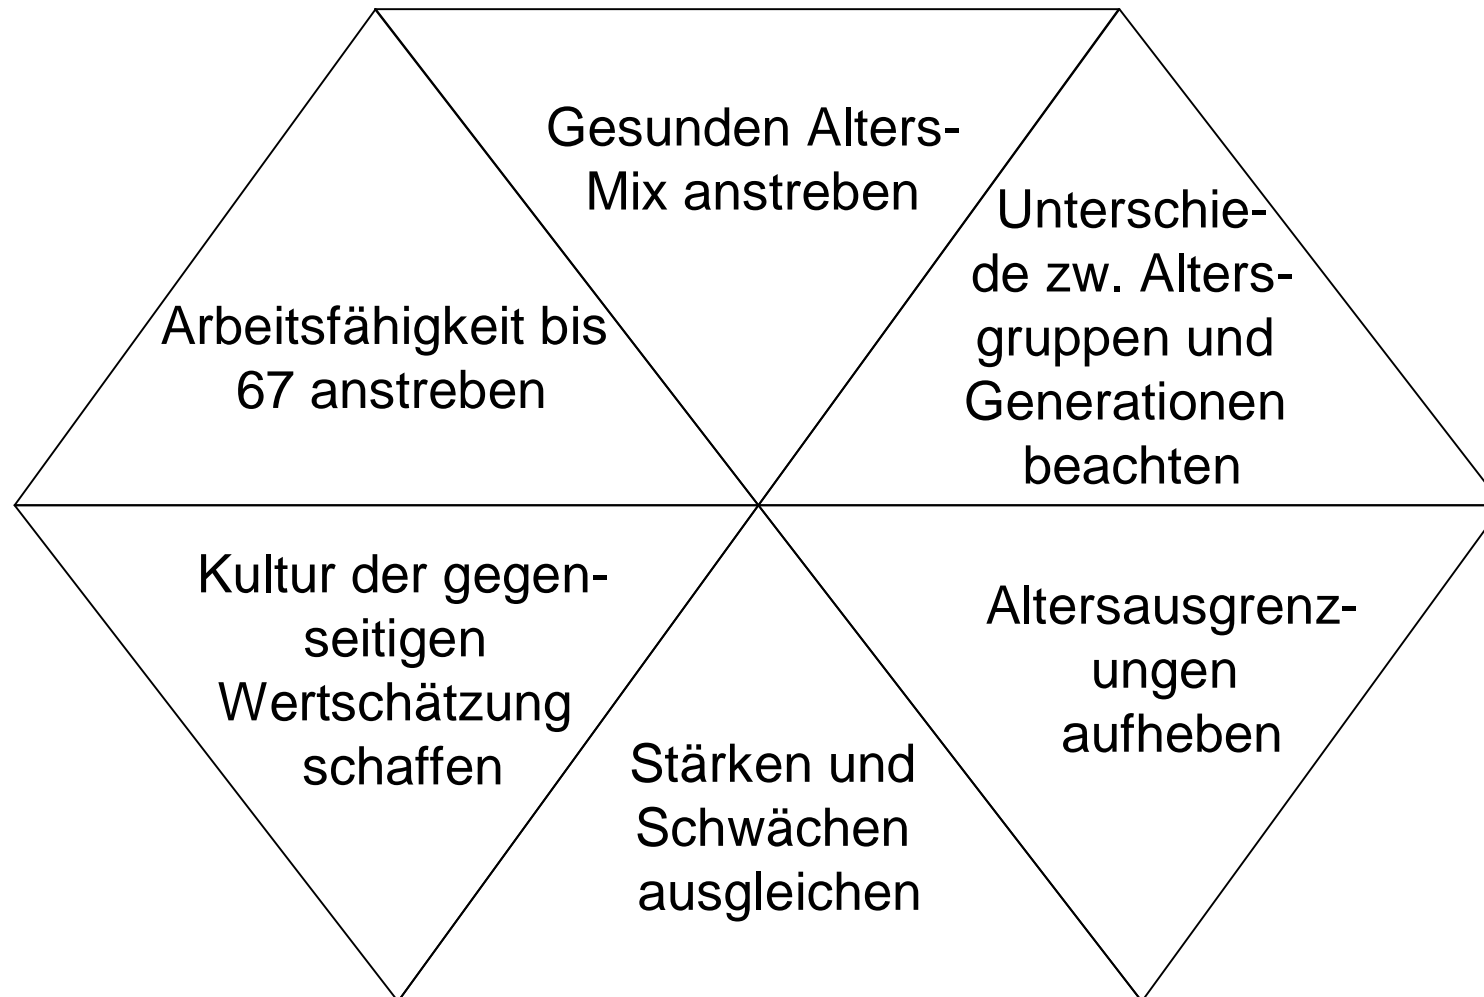 Gesunden Alters-
Mix anstreben
Unterschie-
de zw. Alters-
gruppen und
Generationen
beachten
Arbeitsfähigkeit bis
67 anstreben
Kultur der gegen-
seitigen
Wertschätzung
schaffen
Stärken und
Schwächen
ausgleichen
Altersausgrenz-
ungen
aufheben